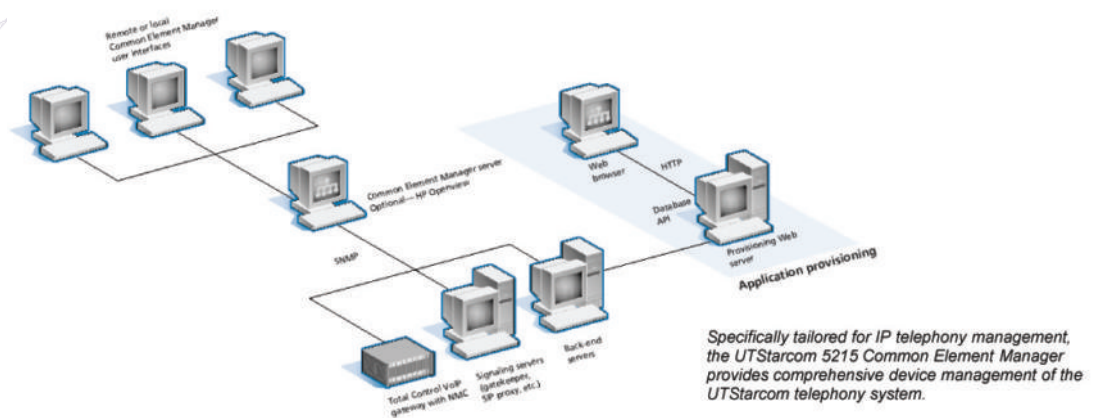 Remote or local
Common Element Manager
user interfaces
Common Element Manager server
Optional— HP Openview
SNMP
Web
browser
HTTP
Database
API
Provisioning Web
server
Application provisioning
Total Control VoIP
gateway with NMC
Signaling servers
(gatekeeper,
SIP proxy, etc.)
Back-end
servers
Specifically tailored for IP telephony management,
the UTStarcom 5215 Common Element Manager
provides comprehensive device management of the
UTStarcom telephony system.